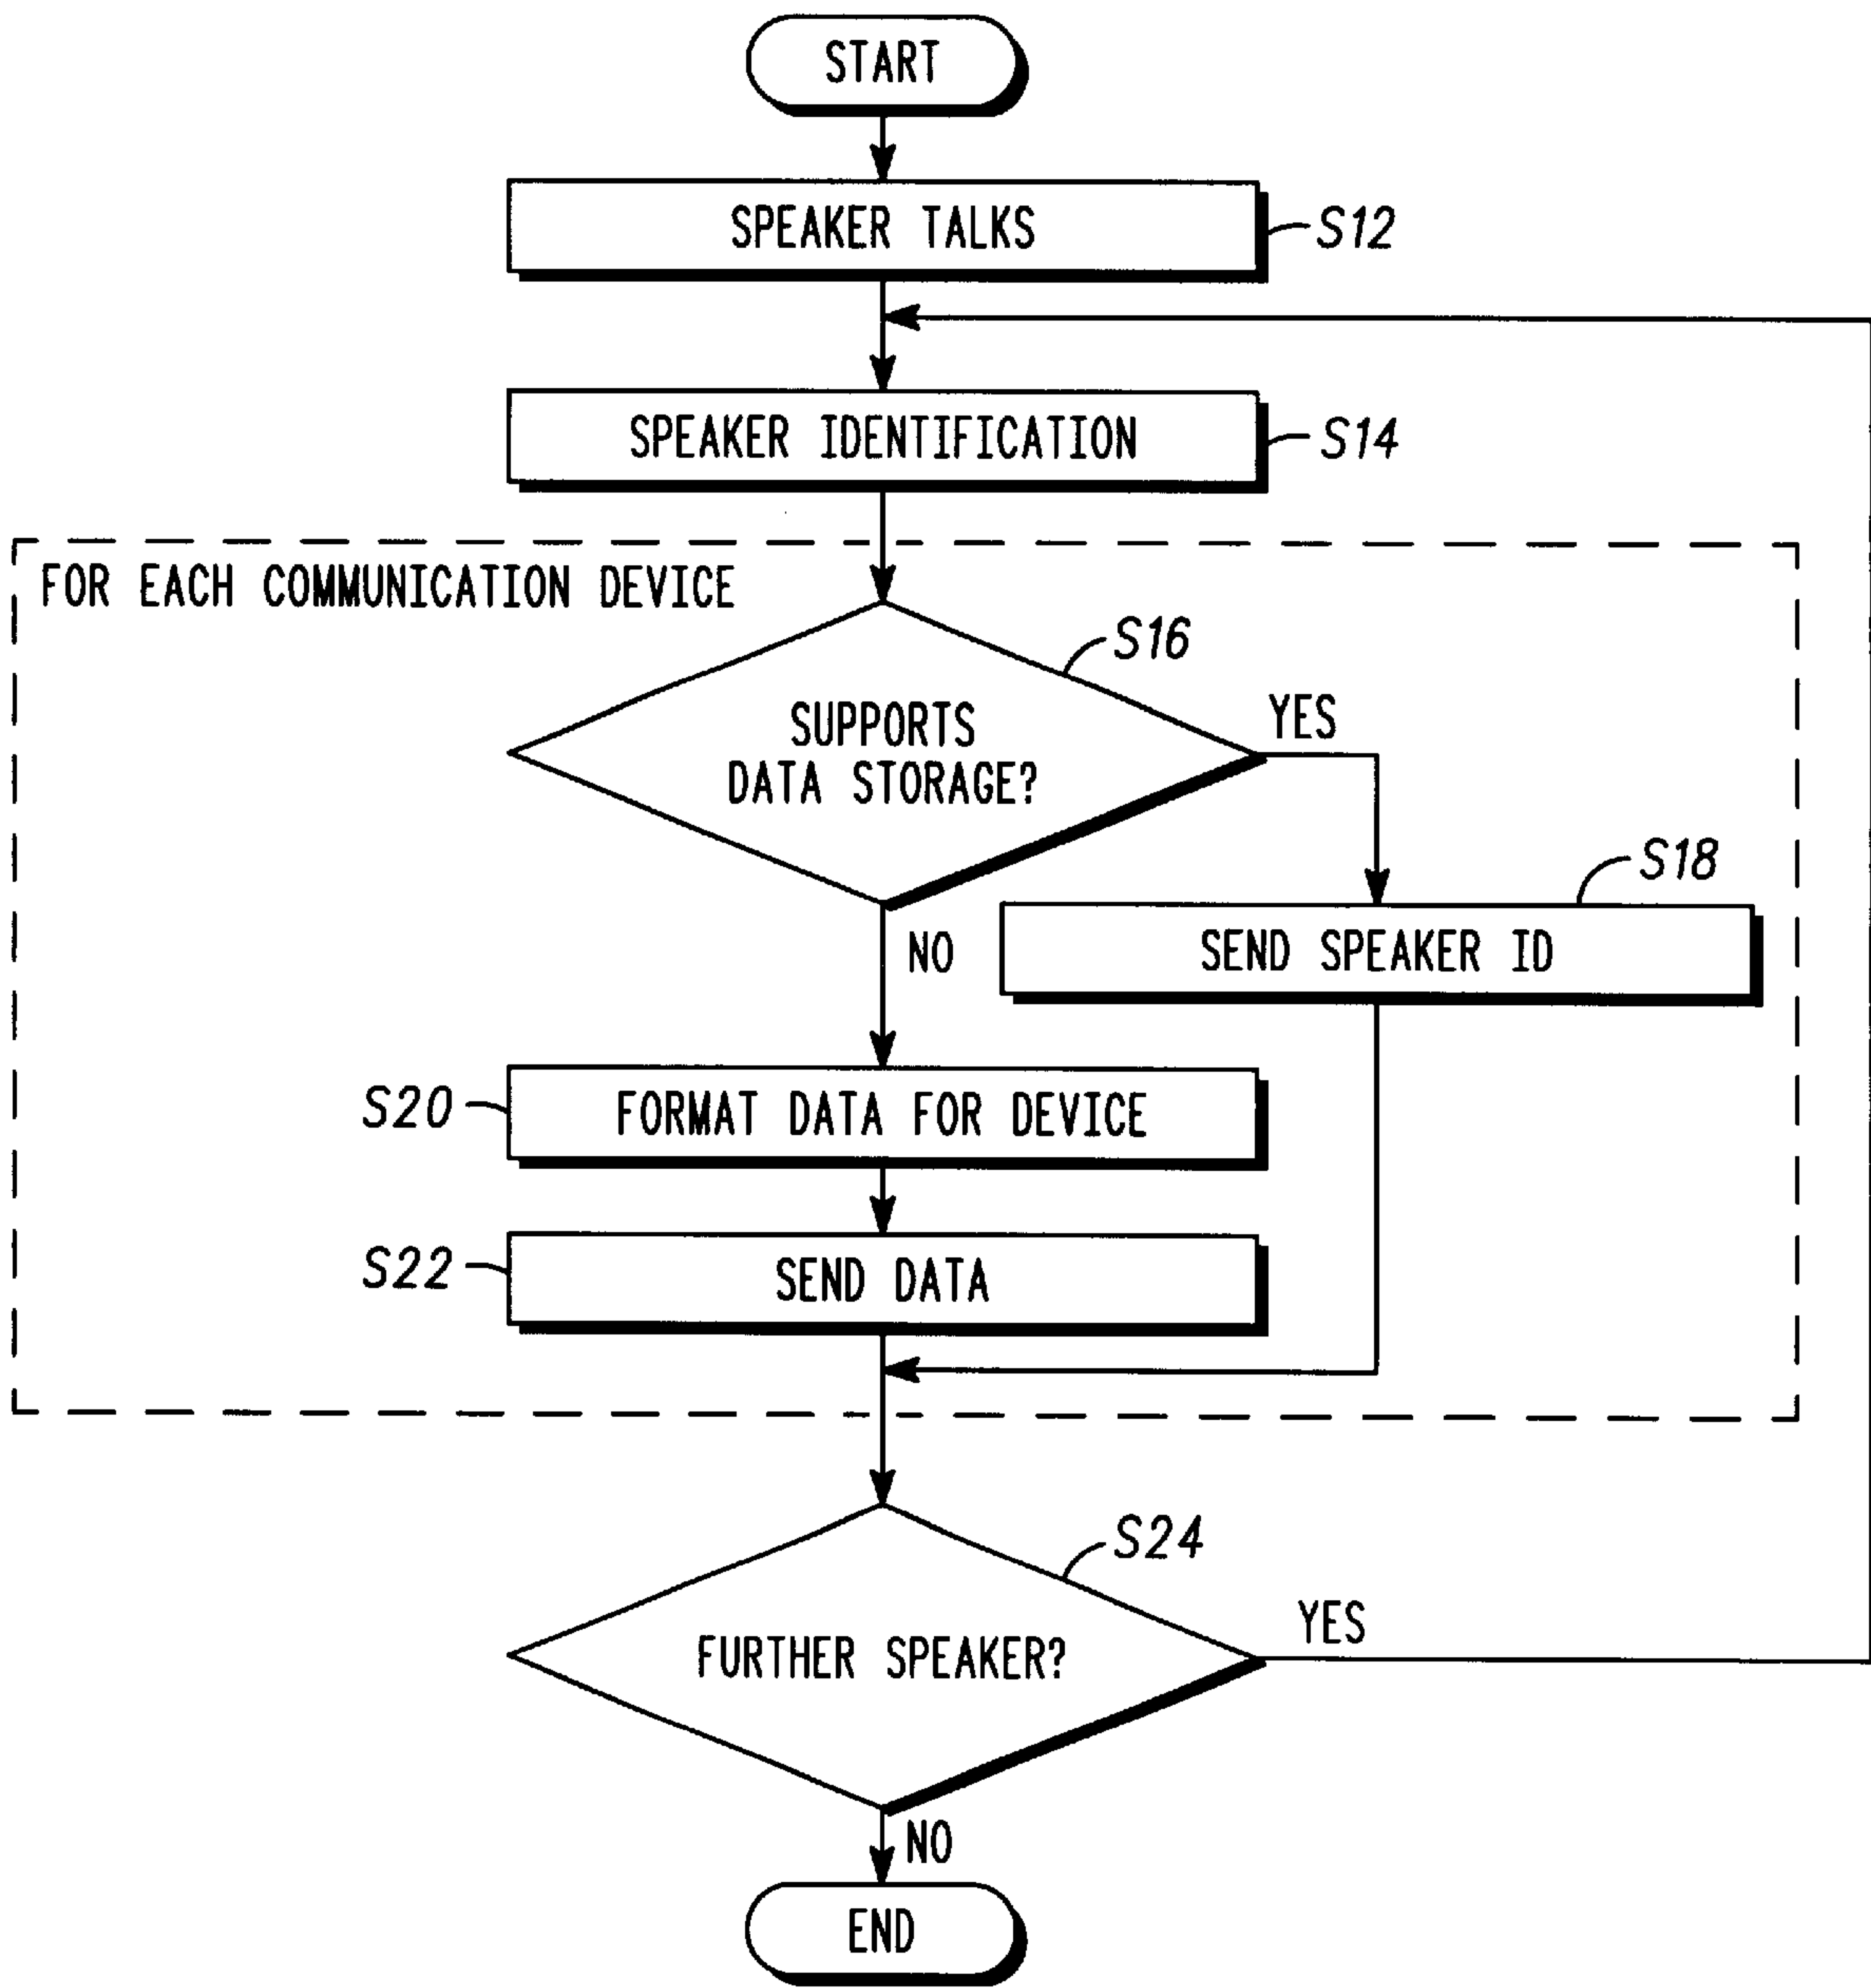 START
SPEAKER TALKS
S12
SPEAKER IDENTIFICATION
S14
FOR EACH COMMUNICATION DEVICE
S16
SUPPORTS
DATA STORAGE?
YES
S18
NO
SEND SPEAKER ID
S20
FORMAT DATA FOR DEVICE
S22
SEND DATA
S24
FURTHER SPEAKER?
YES
NO
END